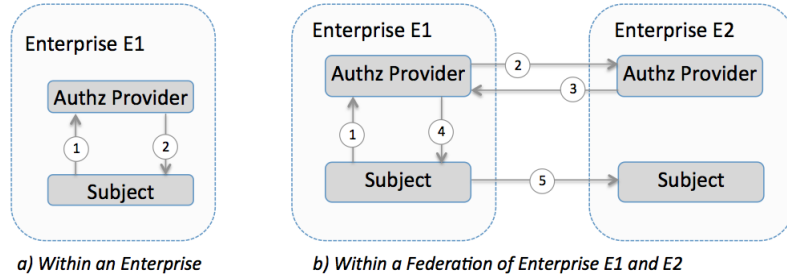 Enterprise E1
Authz Provider
1
2
Subject
a) Within an Enterprise
Enterprise E1
Enterprise E2
Authz Provider
2
Authz Provider
3
1
4
Subject
5
Subject
b) Within a Federation of Enterprise E1 and E2